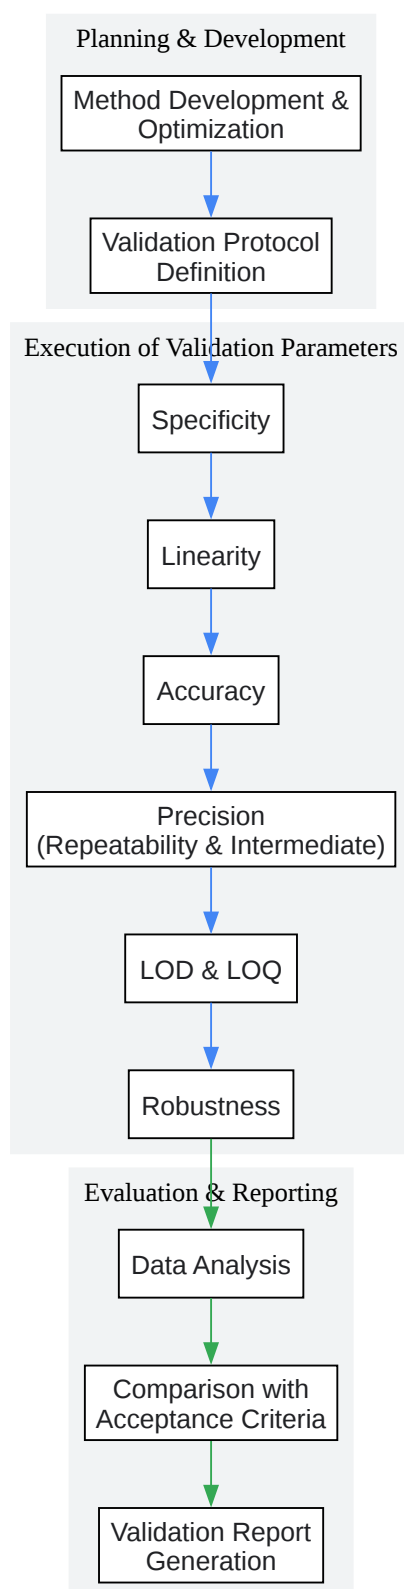 Planning & Development
Method Development &
Optimization
Validation Protocol
Definition
Execution of Validation Parameters
Specificity
Linearity
Accuracy
Precision
(Repeatability & Intermediate)
LOD & LOQ
Robustness
Evaluation & Reporting
Data Analysis
Comparison with
Acceptance Criteria
Validation Report
Generation